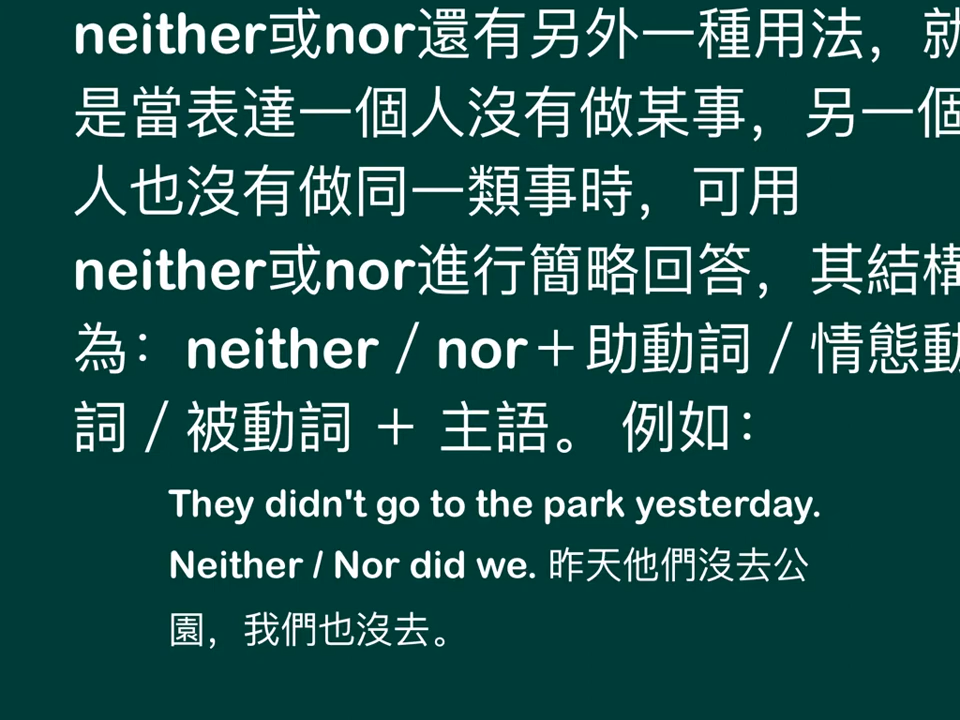 neither或nor還有另外一種用法，就
是當表達一個人沒有做某事，另一個
人也沒有做同一類事時，可用
neither或nor進行簡略回答，其結構
為：neither／nor＋助動詞／情態動
詞／被動詞 ＋ 主語。 例如：
They didn't go to the park yesterday.
Neither / Nor did we. 昨天他們沒去公
園，我們也沒去。